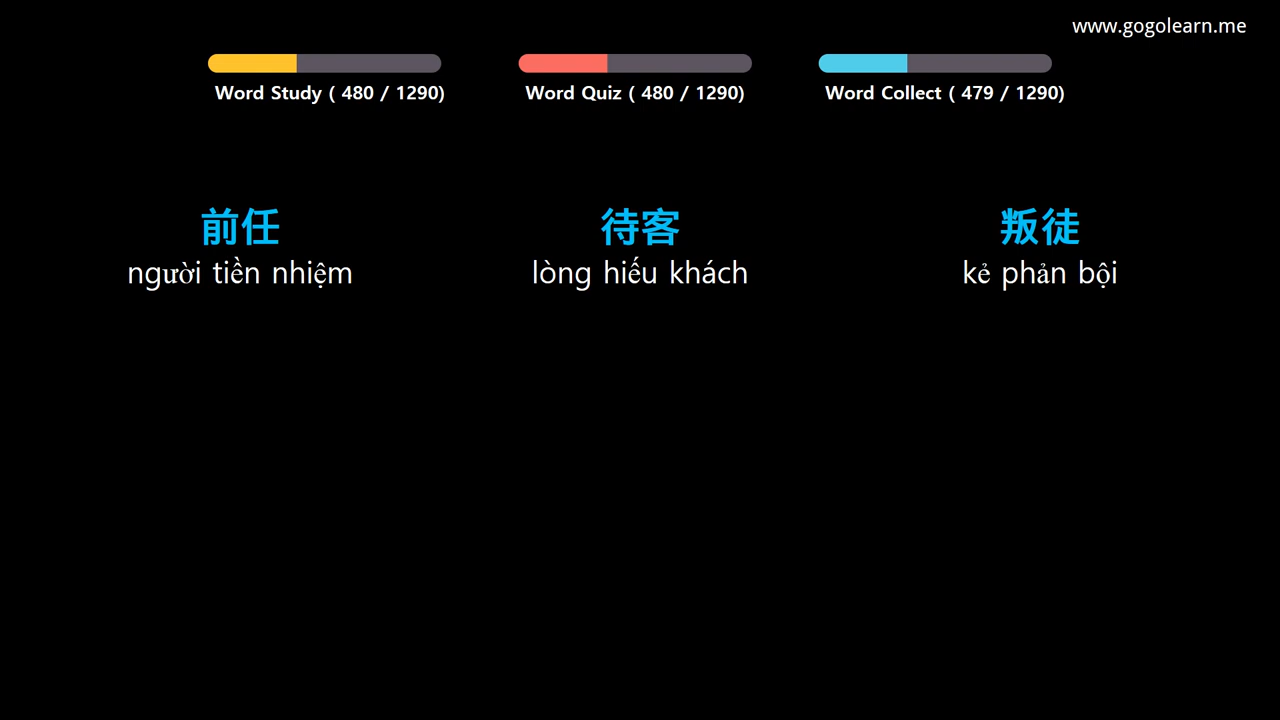 www.gogolearn.me
Word Study ( 480 / 1290)
Word Quiz ( 480 / 1290)
Word Collect ( 479 / 1290)
前任
người tiền nhiệm
待客
lòng hiếu khách
叛徒
kẻ phản bội